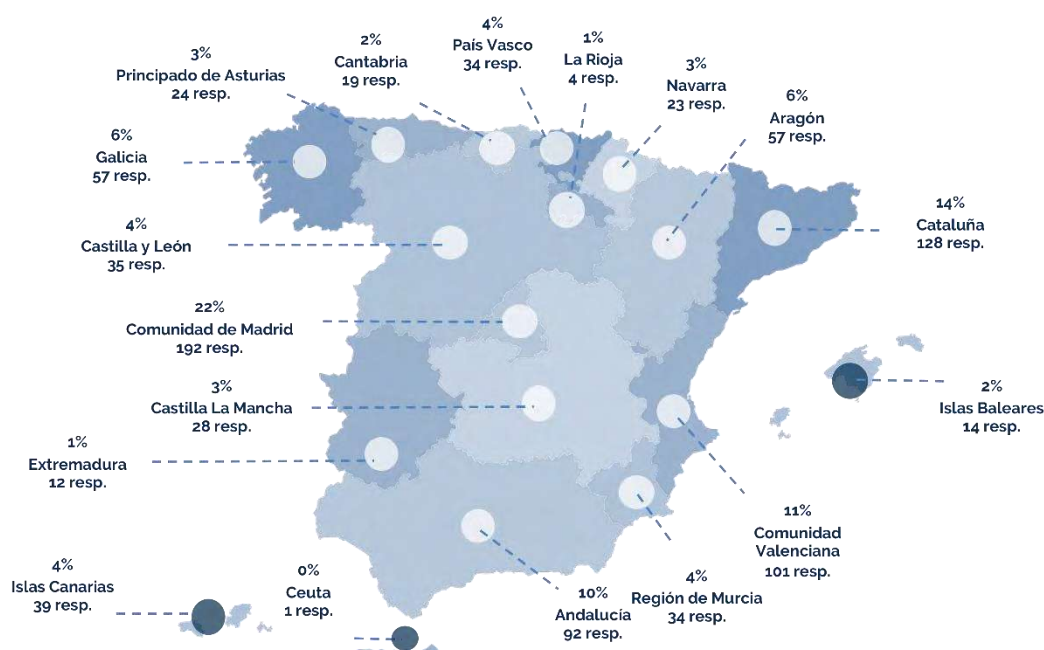 4%
País Vasco
34 resp.
1%
La Rioja
4 resp.
2%
Cantabria
19 resp.
3%
Principado de Asturias
24 resp.
3%
Navarra
23 resp.
6%
Aragón
57 resp.
6%
Galicia
57 resp.
14%
Cataluña
128 resp.
4%
Castilla y León
35 resp.
22%
Comunidad de Madrid
192 resp.
3%
Castilla La Mancha
28 resp.
2%
Islas Baleares
14 resp.
1%
Extremadura
12 resp.
11%
Comunidad
Valenciana
101 resp.
4%
Islas Canarias
39 resp.
0%
Ceuta
1 resp.
10%
Andalucía
92 resp.
4%
Región de Murcia
34 resp.